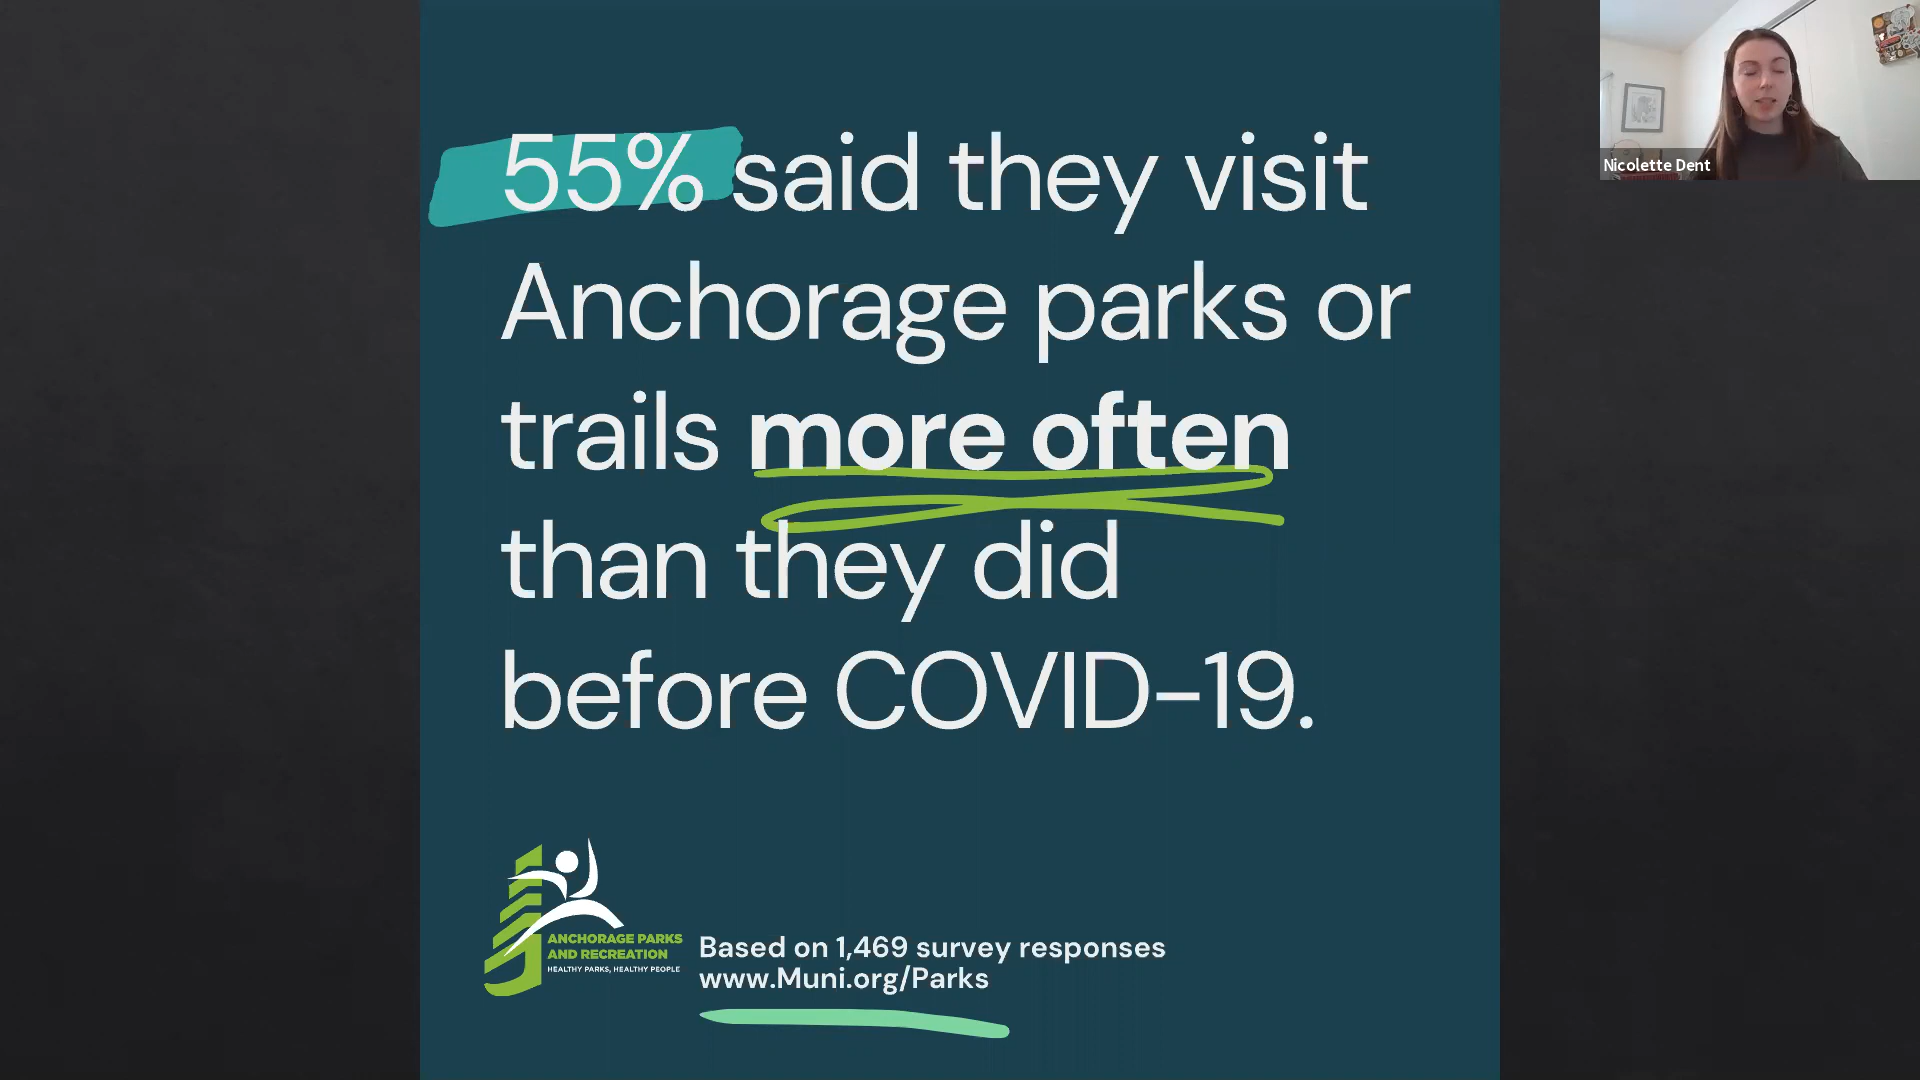 55% said they visit
Anchorage parks or
trails more often
than they did
before COVID-19.
ANCHORAGE PARKS
AND RECREATION
HEALTHY PARKS, HEALTHY PEOPLE
Based on 1,469 survey responses
www.Muni.org/Parks
Nicolette Dent